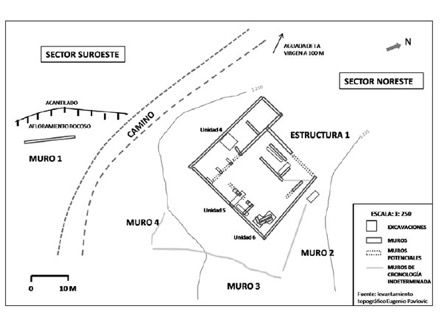 SECTOR SUROESTE
AGUADA DE LA
VIRGEN A 100 M
N
SECTOR NORESTE
ACANTILADO
AFLORAMIENTO ROCOSO
MURO 1
CAMINO
Unidad 4
ESTRUCTURA 1
Unidad 5
Unidad 6
MURO 4
MURO 2
MURO 3
0 10 M
ESCALA: 1: 250
EXCAVACIONES
MUROS
MUROS
POTENCIALES
MUROS DE
CRONOLOGÍA
INDETERMINADA
Fuente: levantamiento
topográfico Eugenio Pavlovic